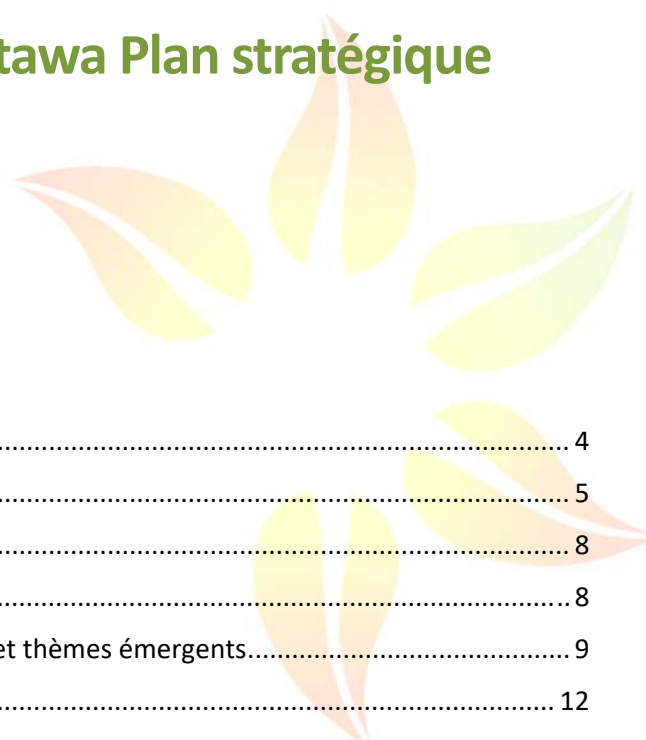 tawa Plan stratégique
........................................................................................ 4
........................................................................................ 5
........................................................................................ 8
........................................................................................ 8
et thèmes émergents.................................................. 9
...................................................................................... 12